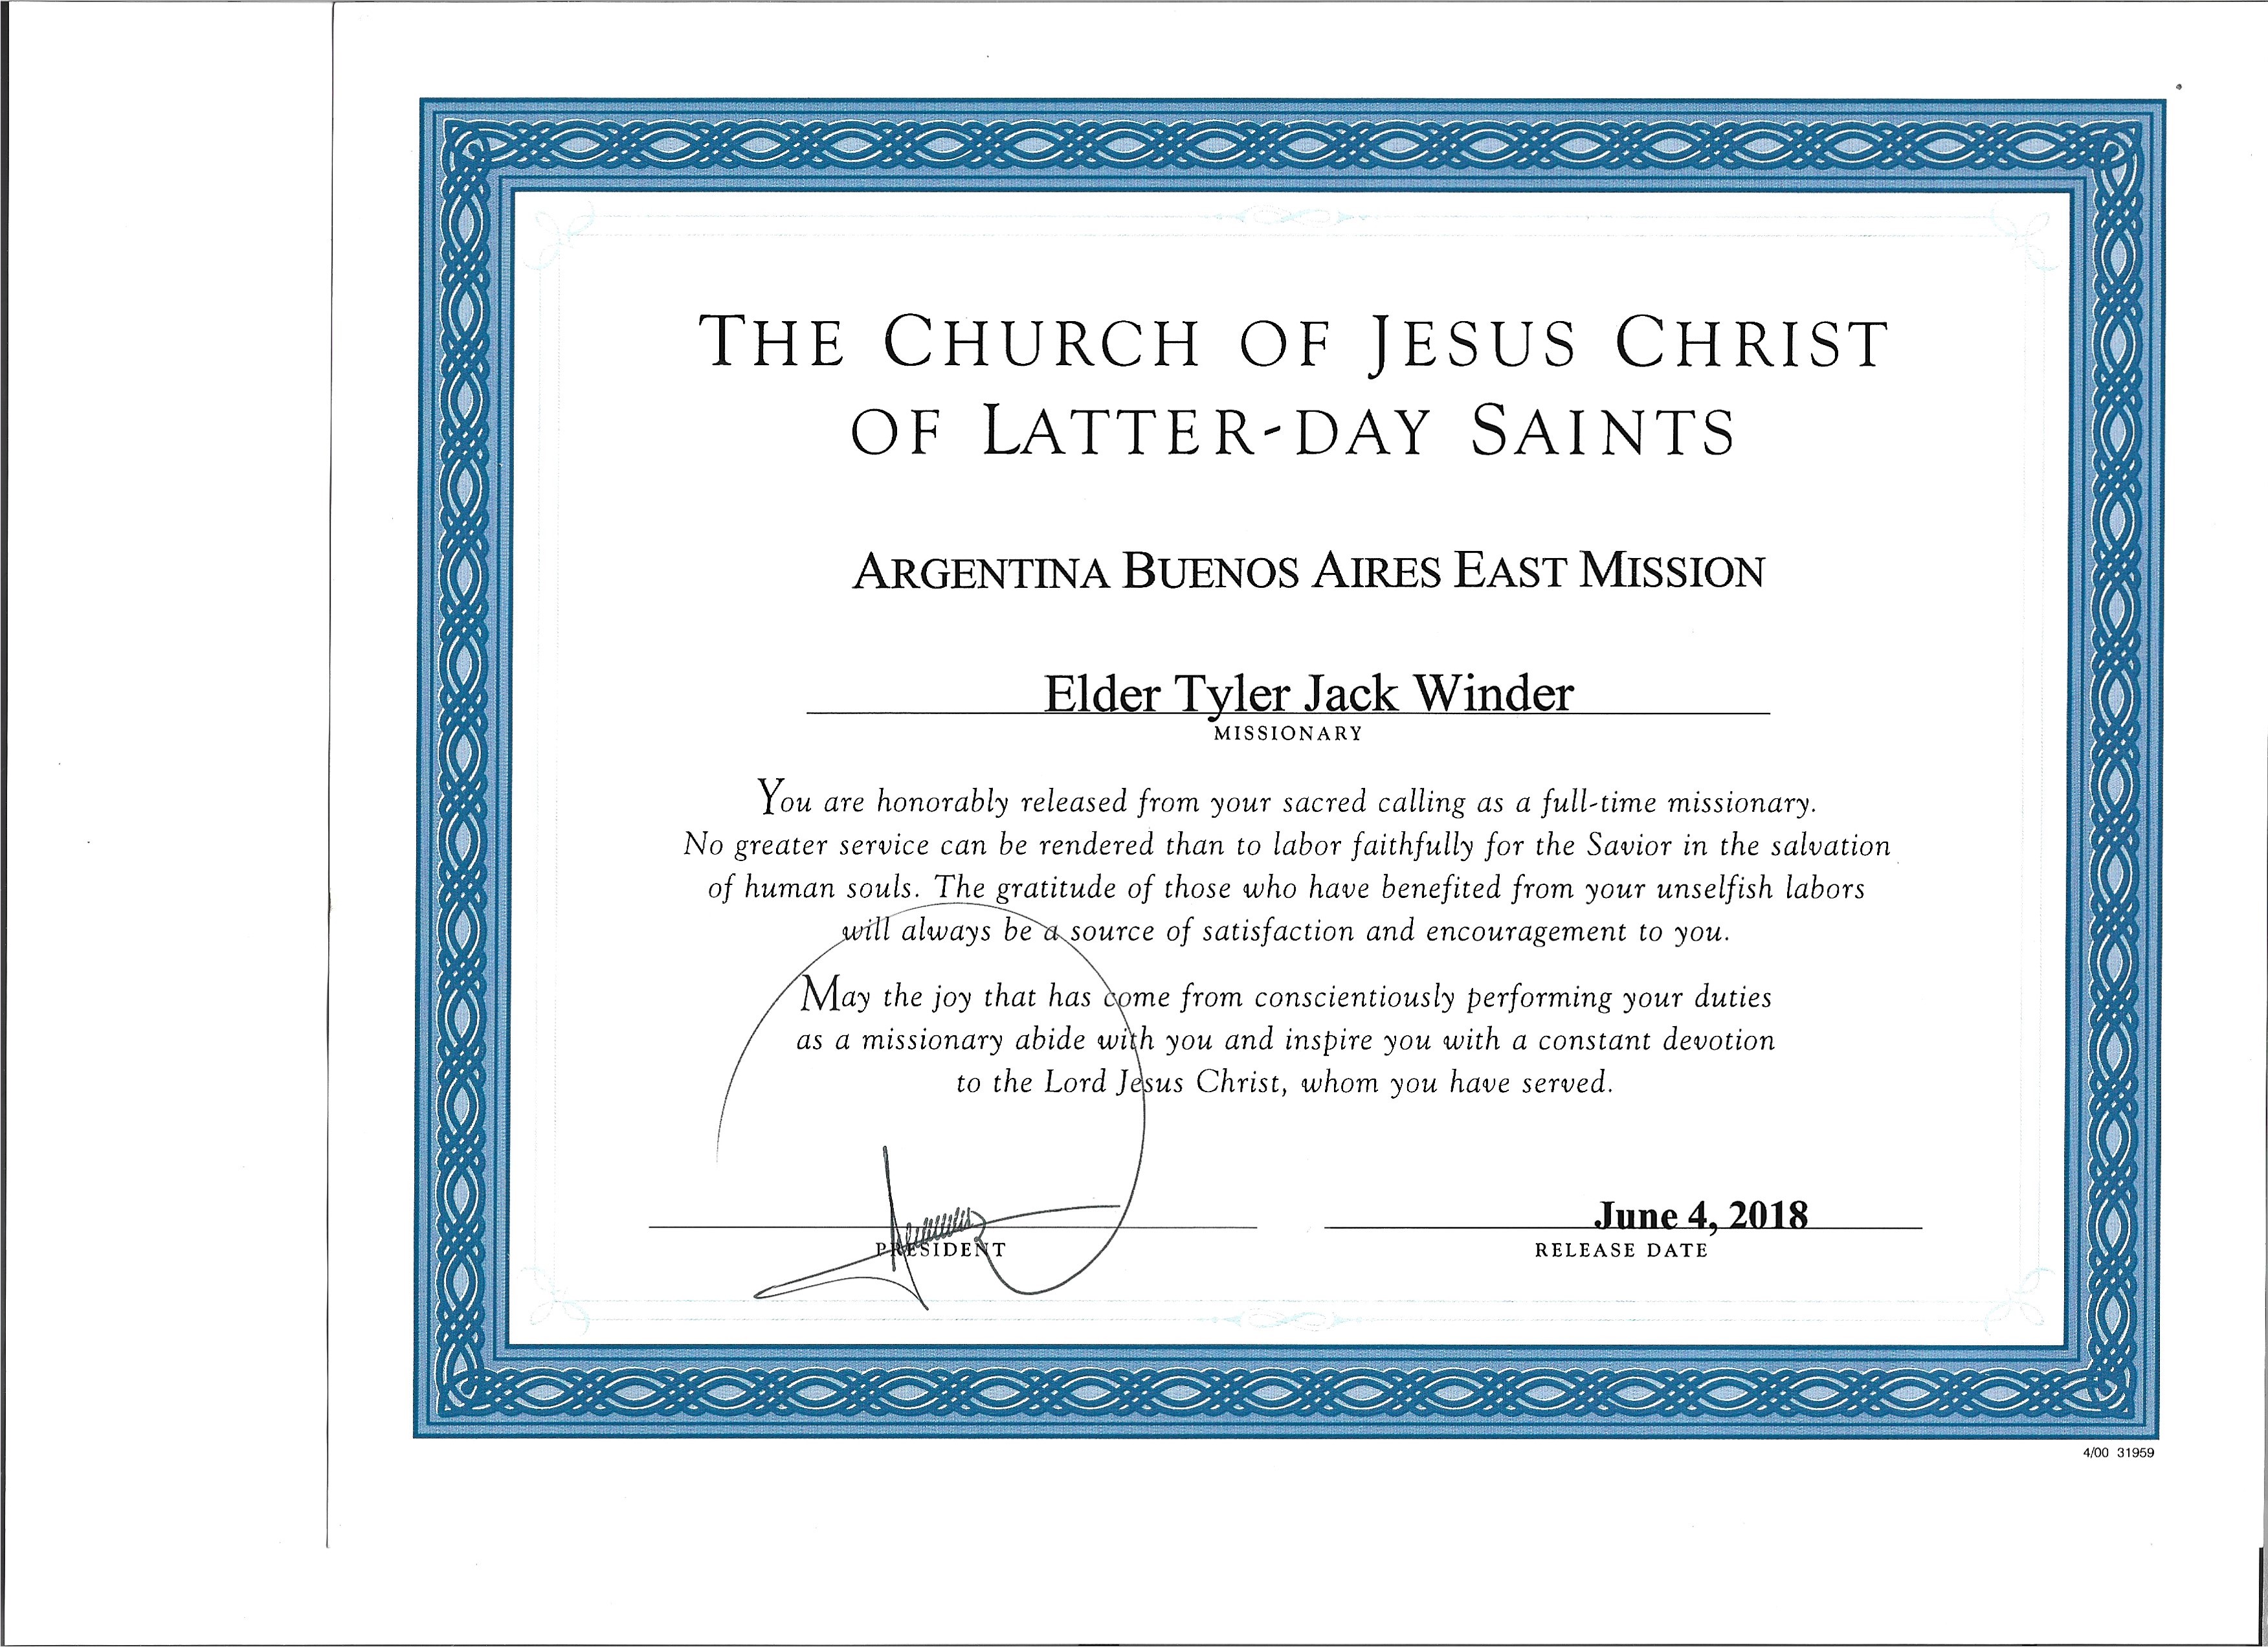 THE CHURCH OF JESUS CHRIST
OF LATTER-DAY SAINTS
ARGENTINA BUENOS AIRES EAST MISSION
Elder Tyler Jack Winder
MISSIONARY
You are honorably released from your sacred calling as a full-time missionary.
No greater service can be rendered than to labor faithfully for the Savior in the salvation
of human souls. The gratitude of those who have benefited from your unselfish labors
will always be a source of satisfaction and encouragement to you.
May the joy that has come from conscientiously performing your duties
as a missionary abide with you and inspire you with a constant devotion
to the Lord Jesus Christ, whom you have served.
June 4, 2018
PRESIDENT RELEASE DATE
4/00 31959